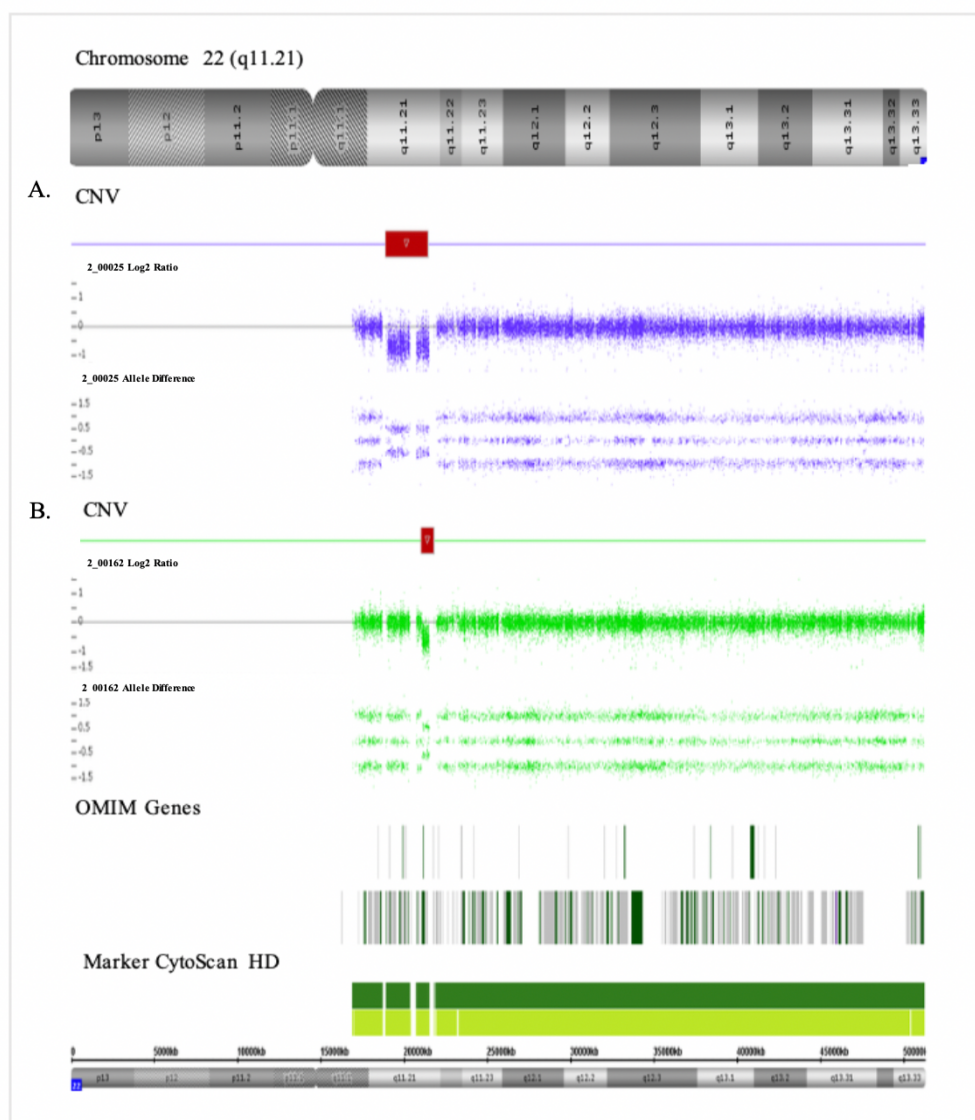 Chromosome 22 (q11.21)
p13 p12 p11.2 p11.1 q11.1 q11.21 q11.22 q11.23 q12.1 q12.2 q12.3 q13.1 q13.2 q13.31 q13.32 q13.33
A. CNV
2_00025 Log2 Ratio
1
0
-1
2_00025 Allele Difference
1.5
0.5
-0.5
-1.5
B. CNV
2_00162 Log2 Ratio
1
0
-1
-1.5
2 00162 Allele Difference
1.5
0.5
-0.5
-1.5
OMIM Genes
Marker CytoScan HD
0 5000kb 10000kb 15000kb 20000kb 25000kb 30000kb 35000kb 40000kb 45000kb 5000
p13 p12 p11.2 q11.21 q11.23 q12.1 q12.2 q12.3 q13.1 q13.2 q13.31 q13.33
22